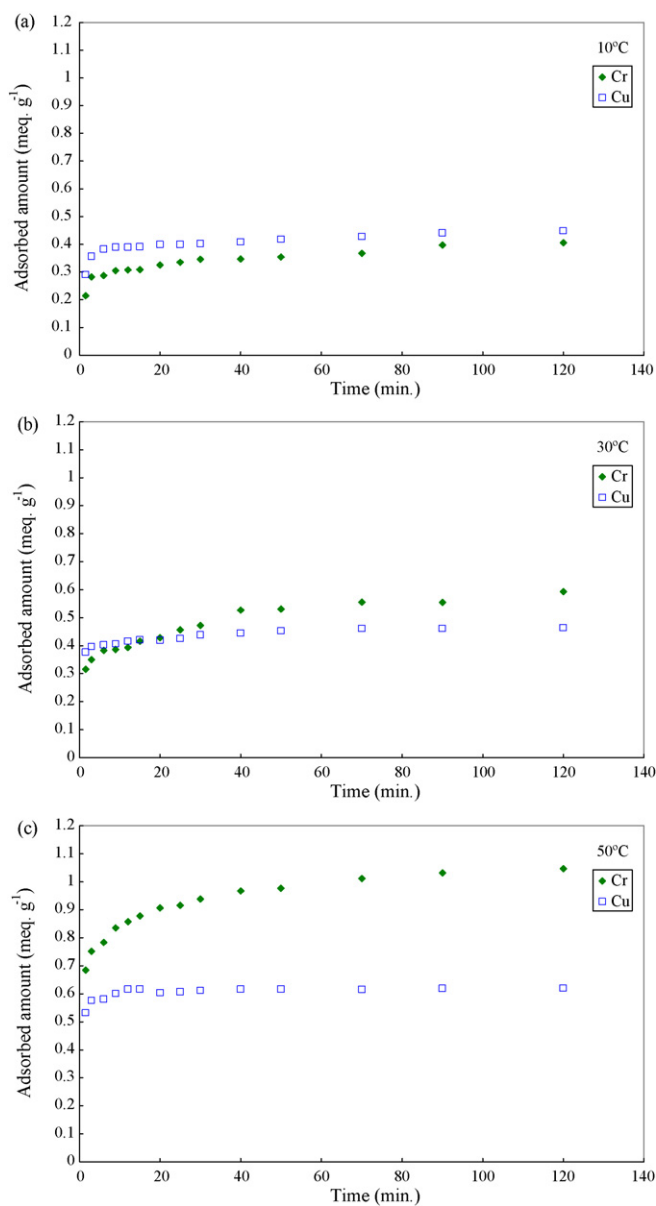 (a)
1.2
1.1
1
0.9
0.8
0.7
0.6
0.5
0.4
0.3
0.2
0.1
0
Adsorbed amount (meq. g⁻¹)
10°C
Cr
Cu
0 20 40 60 80 100 120 140
Time (min.)
(b)
1.2
1.1
1
0.9
0.8
0.7
0.6
0.5
0.4
0.3
0.2
0.1
0
Adsorbed amount (meq. g⁻¹)
30°C
Cr
Cu
0 20 40 60 80 100 120 140
Time (min.)
(c)
1.2
1.1
1
0.9
0.8
0.7
0.6
0.5
0.4
0.3
0.2
0.1
0
Adsorbed amount (meq. g⁻¹)
50°C
Cr
Cu
0 20 40 60 80 100 120 140
Time (min.)